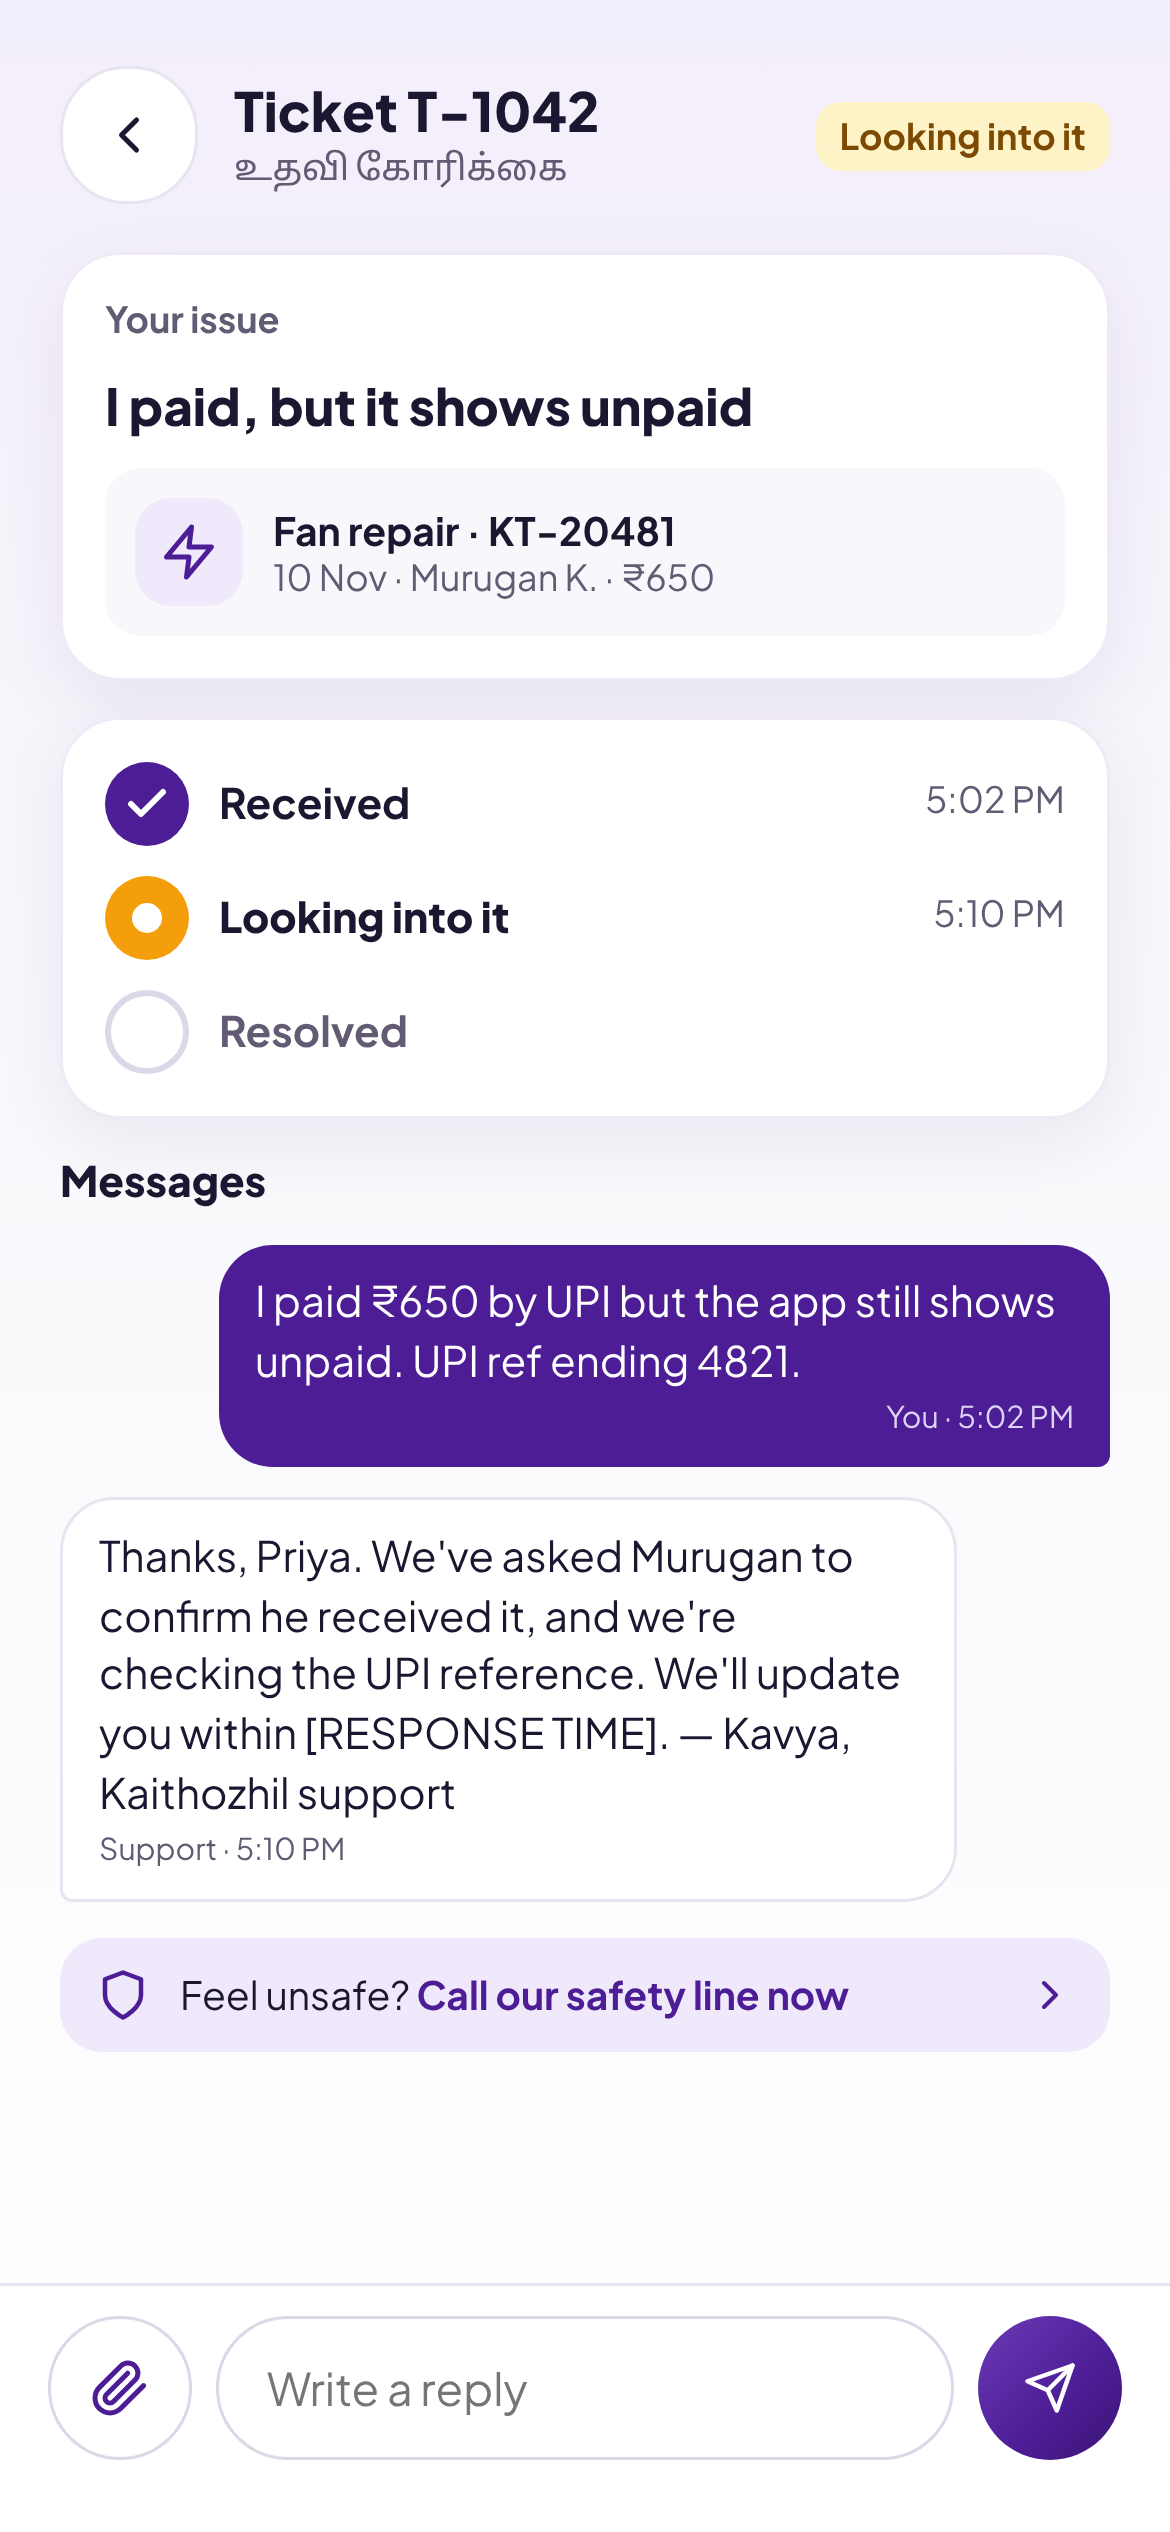 Ticket T-1042
உதவி கோரிக்கை
Looking into it
Your issue
I paid, but it shows unpaid
Fan repair · KT-20481
10 Nov · Murugan K. · ₹650
Received
5:02 PM
Looking into it
5:10 PM
Resolved
Messages
I paid ₹650 by UPI but the app still shows
unpaid. UPI ref ending 4821.
You · 5:02 PM
Thanks, Priya. We've asked Murugan to
confirm he received it, and we're
checking the UPI reference. We'll update
you within [RESPONSE TIME]. — Kavya,
Kaithozhil support
Support · 5:10 PM
Feel unsafe? Call our safety line now
Write a reply